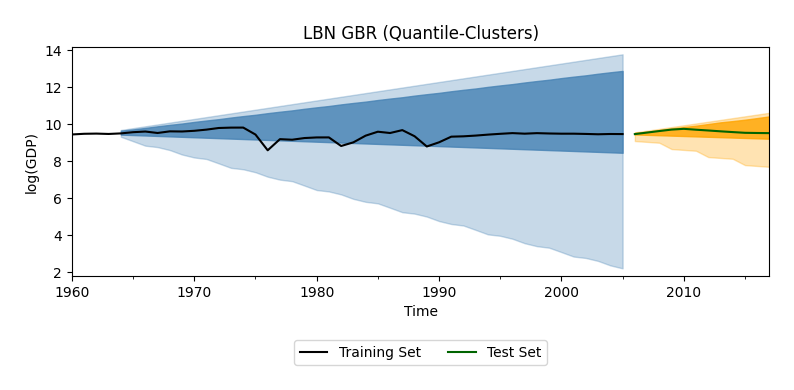 LBN GBR (Quantile-Clusters)
14
12
10
8
6
4
2
log(GDP)
1960 1970 1980 1990 2000 2010
Time
Training Set Test Set